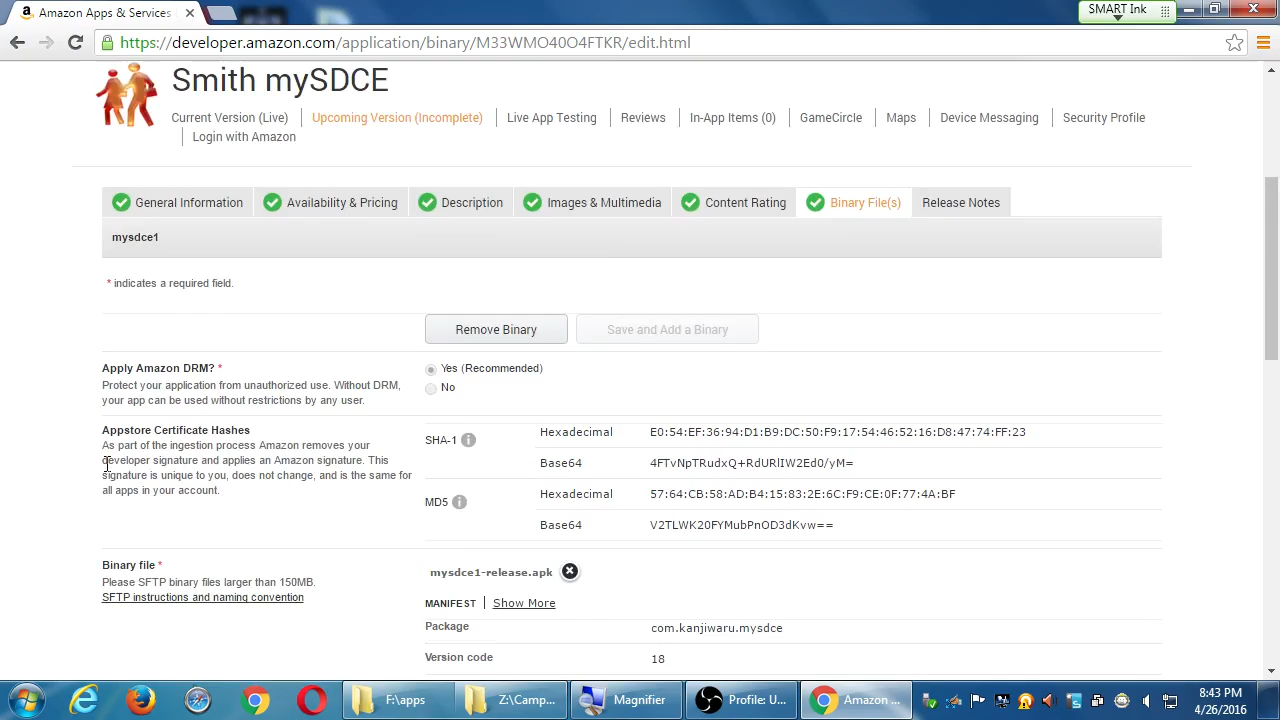 Amazon Apps & Services
SMART Ink
https://developer.amazon.com/application/binary/M33WMO46O4FTKR/edit.html
Smith mySDCE
Current Version (Live)
Upcoming Version (Incomplete)
Live App Testing
Reviews
In-App Items (0)
GameCircle
Maps
Device Messaging
Security Profile
Login with Amazon
General Information
Availability & Pricing
Description
Images & Multimedia
Content Rating
Binary File(s)
Release Notes
mysdce1
* indicates a required field.
Remove Binary
Save and Add a Binary
Apply Amazon DRM? *
Protect your application from unauthorized use. Without DRM,
your app can be used without restrictions by any user.
Yes (Recommended)
No
Appstore Certificate Hashes
As part of the ingestion process Amazon removes your
developer signature and applies an Amazon signature. This
signature is unique to you, does not change, and is the same for
all apps in your account.
SHA-1
Hexadecimal
E0:54:EF:36:94:D1:B9:DC:50:F9:17:54:46:52:16:D8:47:74:FF:23
Base64
4FTvNpTRudxQ+RdURlIW2Ed0/yM=
MD5
Hexadecimal
57:64:CB:58:AD:B4:15:83:2E:6C:F9:CE:0F:77:4A:BF
Base64
V2TLWK20FYMubPnOD3dKvw==
Binary file *
Please SFTP binary files larger than 150MB.
SFTP instructions and naming convention
mysdce1-release.apk
MANIFEST | Show More
Package
com.kanjiwaru.mysdce
Version code
18
F:\apps
Z:\Camp...
Magnifier
Profile: U...
Amazon ...
8:43 PM
4/26/2016